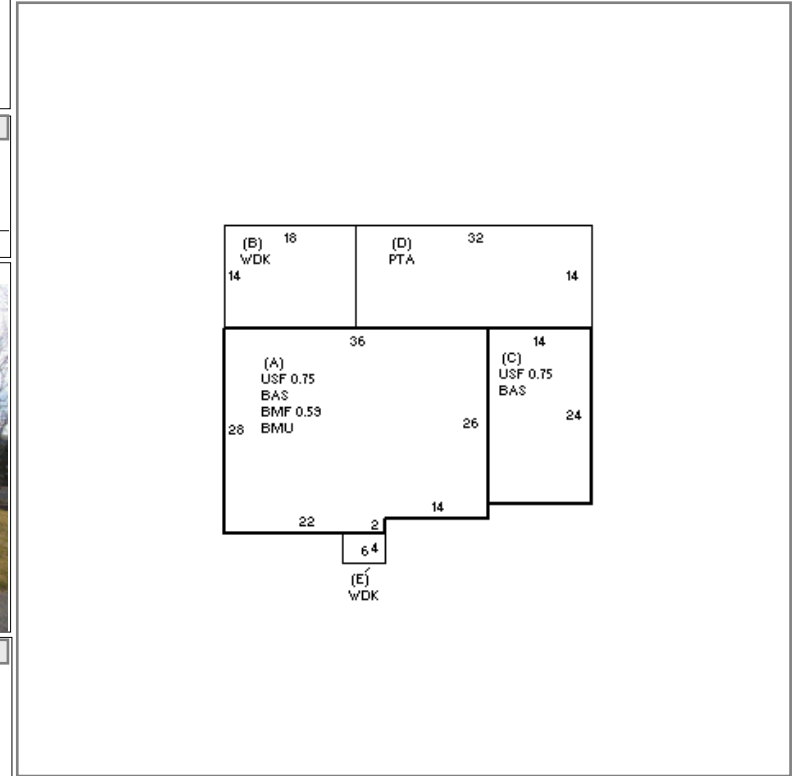 (B) 18
WDK
14
(D) 32
PTA
14
36
(A)
USF 0.75
BAS
BMF 0.59
BMU
28
26
14
(C)
USF 0.75
BAS
24
22
2
14
6 4
(E)
WDK